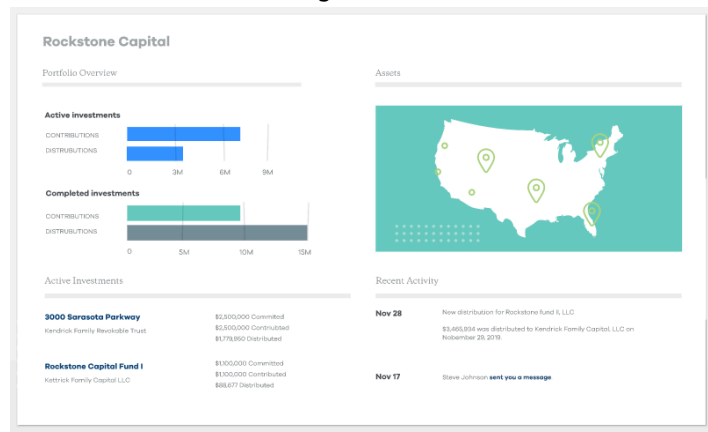 Rockstone Capital
Portfolio Overview
Active investments
CONTRIBUTIONS
DISTRUBUTIONS
0 3M 6M 9M
Completed investments
CONTRIBUTIONS
DISTRUBUTIONS
0 5M 10M 15M
Assets
Active Investments
3000 Sarasota Parkway
Kendrick Family Revokable Trust
$2,500,000 Commited
$2,500,000 Contriubted
$1,779,950 Distributed
Rockstone Capital Fund I
Kettrick Family Capital LLC
$1,100,000 Committed
$1,100,000 Contributed
$88,677 Distributed
Recent Activity
Nov 28
New distribution for Rockstone fund II, LLC
$3,465,934 was distributed to Kendrick Family Capital, LLC on
Nobember 29, 2019.
Nov 17
Steve Johnson sent you a message